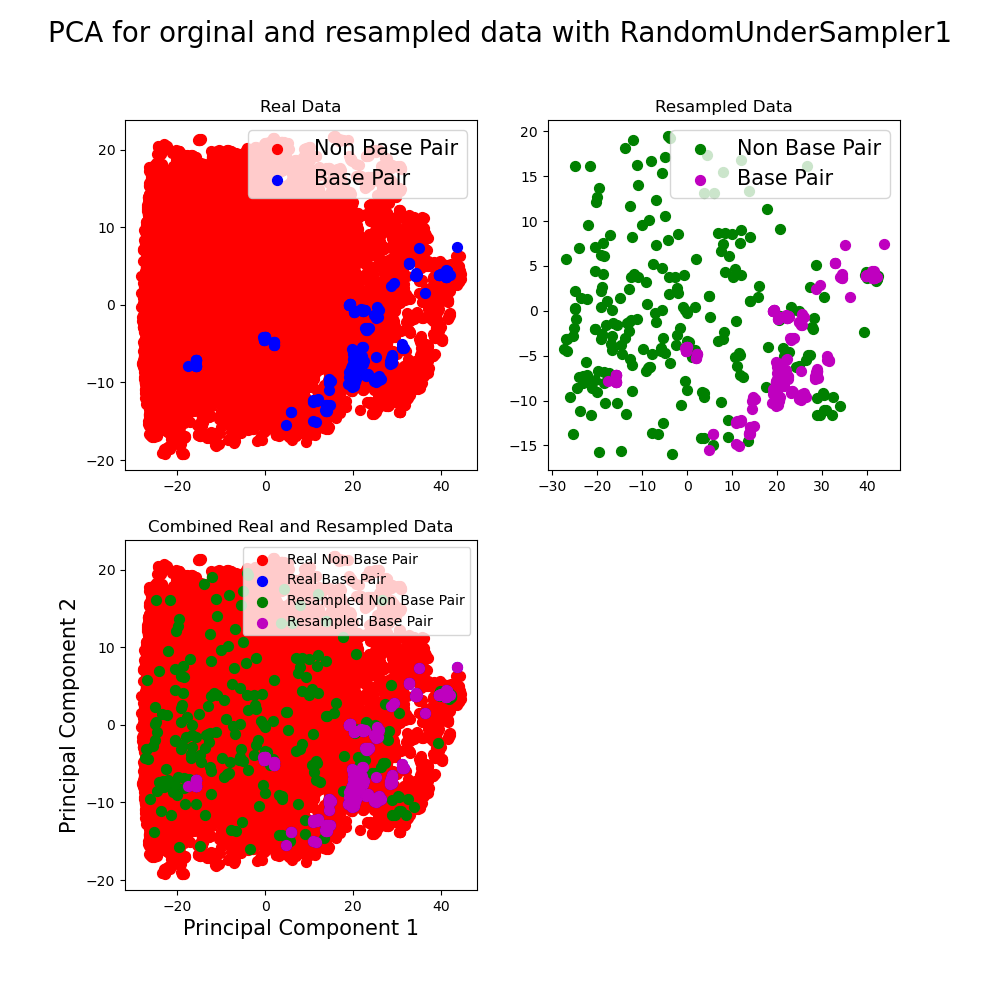 PCA for orginal and resampled data with RandomUnderSampler1
Real Data
Non Base Pair
Base Pair
20
10
0
−10
−20
−20 0 20 40
Resampled Data
Non Base Pair
Base Pair
20
15
10
5
0
−5
−10
−15
−30 −20 −10 0 10 20 30 40
Combined Real and Resampled Data
Real Non Base Pair
Real Base Pair
Resampled Non Base Pair
Resampled Base Pair
Principal Component 2
20
10
0
−10
−20
−20 0 20 40
Principal Component 1